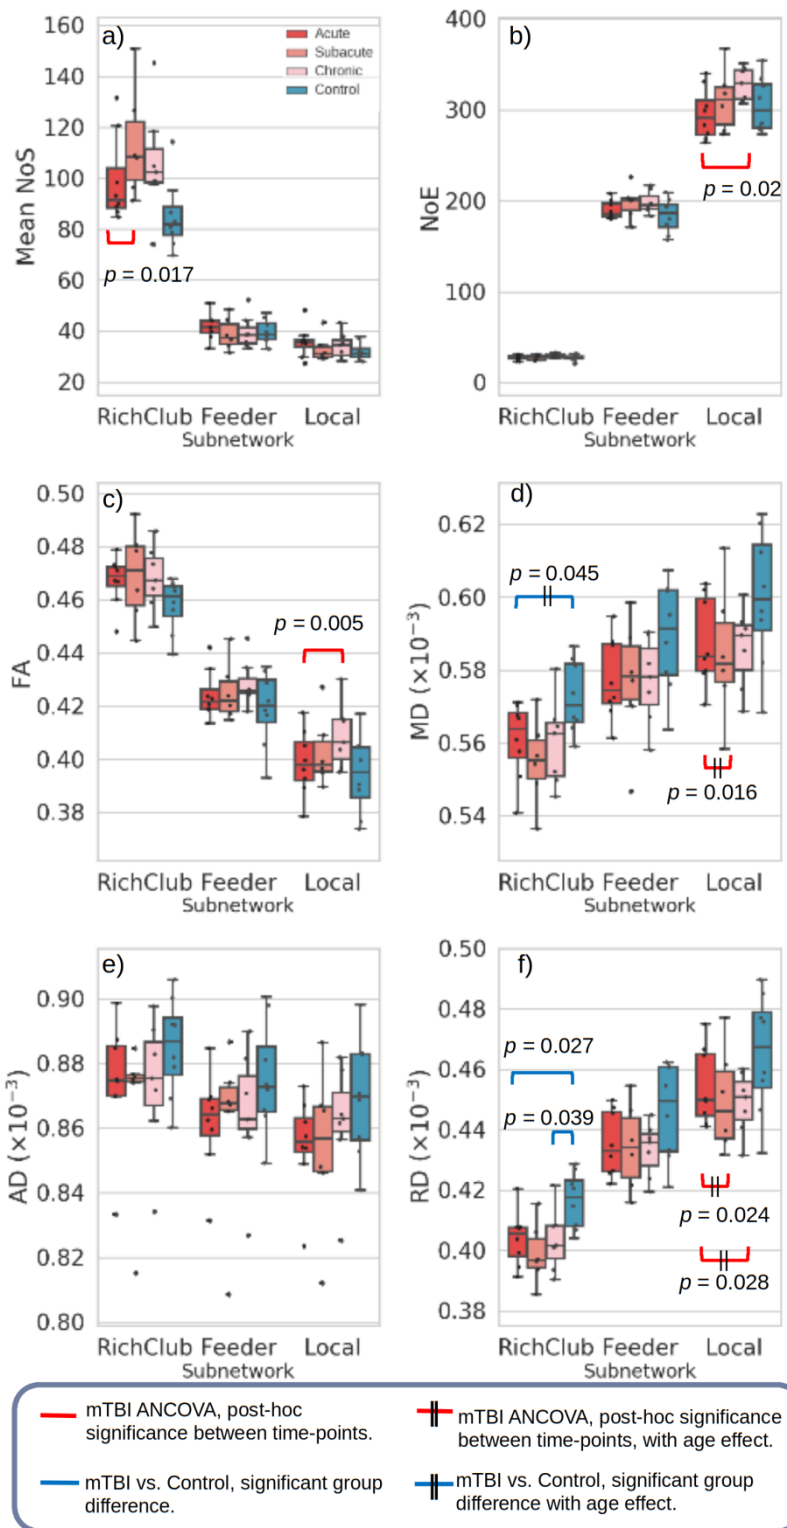 a)
Acute
Subacute
Chronic
Control
160
140
120
100
80
60
40
20
Mean NoS
p = 0.017
RichClub Feeder Local
Subnetwork
b)
400
300
200
100
0
NoE
p = 0.02
RichClub Feeder Local
Subnetwork
c)
0.50
0.48
0.46
0.44
0.42
0.40
0.38
FA
p = 0.005
RichClub Feeder Local
Subnetwork
d)
0.62
0.60
0.58
0.56
0.54
MD (×10⁻³)
p = 0.045
p = 0.016
RichClub Feeder Local
Subnetwork
e)
0.90
0.88
0.86
0.84
0.82
0.80
AD (×10⁻³)
RichClub Feeder Local
Subnetwork
f)
0.50
0.48
0.46
0.44
0.42
0.40
0.38
RD (×10⁻³)
p = 0.027
p = 0.039
p = 0.024
p = 0.028
RichClub Feeder Local
Subnetwork
mTBI ANCOVA, post-hoc
significance between time-points.
mTBI ANCOVA, post-hoc significance
between time-points, with age effect.
mTBI vs. Control, significant group
difference.
mTBI vs. Control, significant group
difference with age effect.